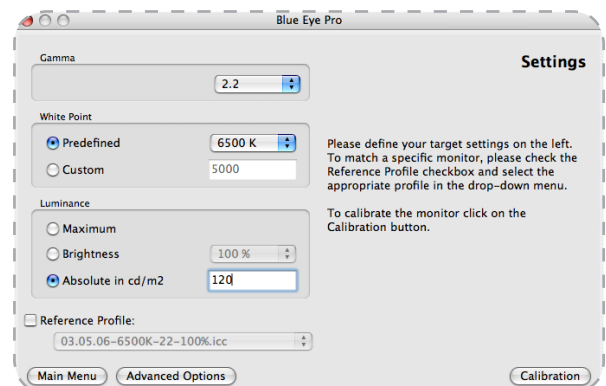 Blue Eye Pro
Settings
Gamma
2.2
White Point
Predefined
6500 K
Custom
5000
Luminance
Maximum
Brightness
100 %
Absolute in cd/m2
120
Reference Profile:
03.05.06-6500K-22-100%.icc
Please define your target settings on the left.
To match a specific monitor, please check the
Reference Profile checkbox and select the
appropriate profile in the drop-down menu.
To calibrate the monitor click on the
Calibration button.
Main Menu
Advanced Options
Calibration